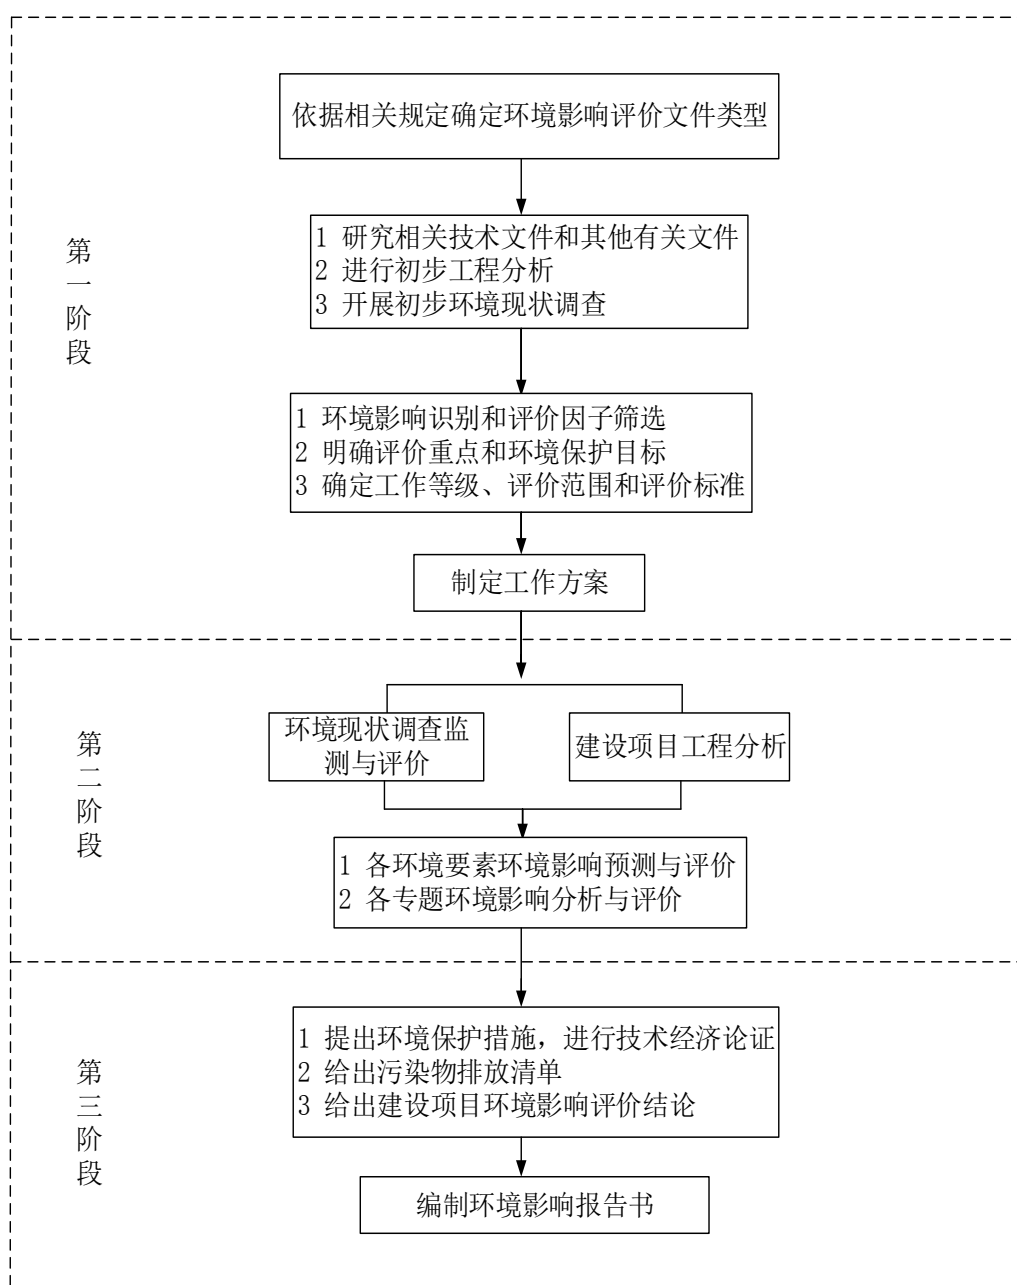 依据相关规定确定环境影响评价文件类型
第一阶段
1 研究相关技术文件和其他有关文件
2 进行初步工程分析
3 开展初步环境现状调查
1 环境影响识别和评价因子筛选
2 明确评价重点和环境保护目标
3 确定工作等级、评价范围和评价标准
制定工作方案
第二阶段
环境现状调查监
测与评价
建设项目工程分析
1 各环境要素环境影响预测与评价
2 各专题环境影响分析与评价
第三阶段
1 提出环境保护措施，进行技术经济论证
2 给出污染物排放清单
3 给出建设项目环境影响评价结论
编制环境影响报告书